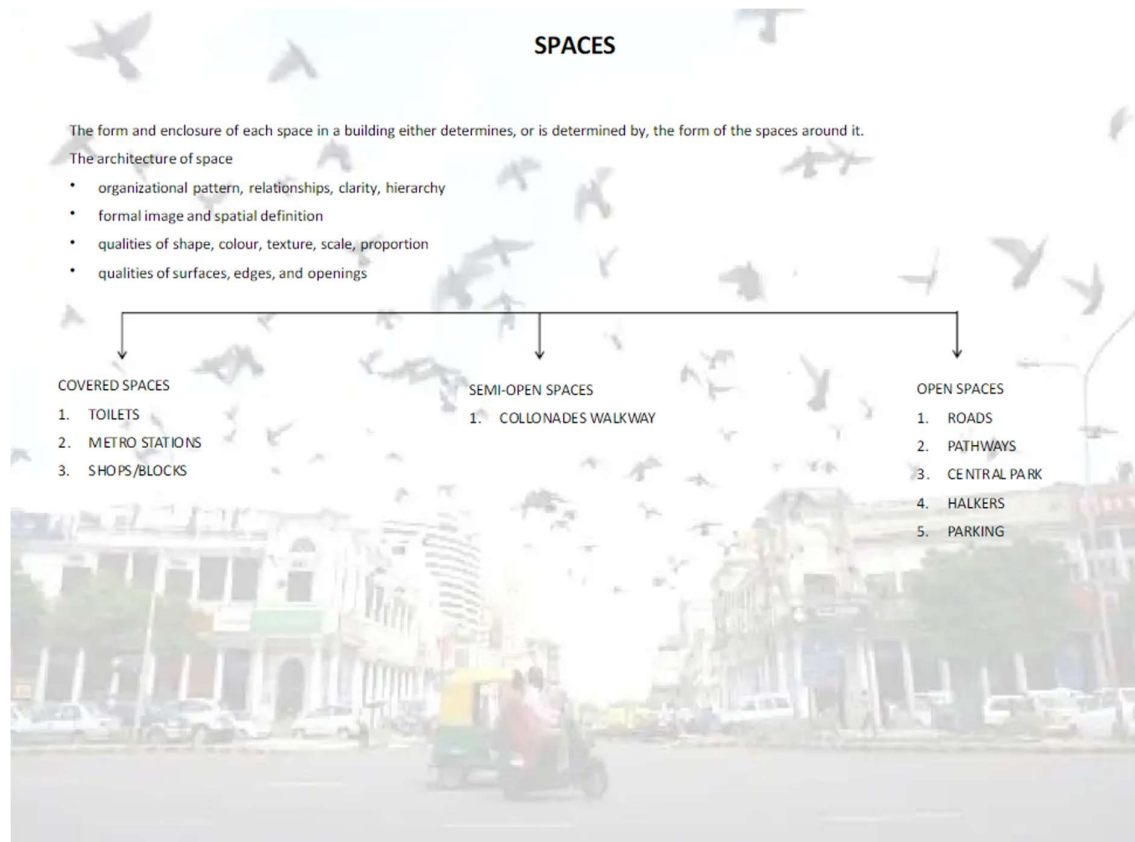 SPACES
The form and enclosure of each space in a building either determines, or is determined by, the form of the spaces around it.
The architecture of space
• organizational pattern, relationships, clarity, hierarchy
• formal image and spatial definition
• qualities of shape, colour, texture, scale, proportion
• qualities of surfaces, edges, and openings
COVERED SPACES
1. TOILETS
2. METRO STATIONS
3. SHOPS/BLOCKS
SEMI-OPEN SPACES
1. COLLONADES WALKWAY
OPEN SPACES
1. ROADS
2. PATHWAYS
3. CENTRAL PARK
4. HALKERS
5. PARKING